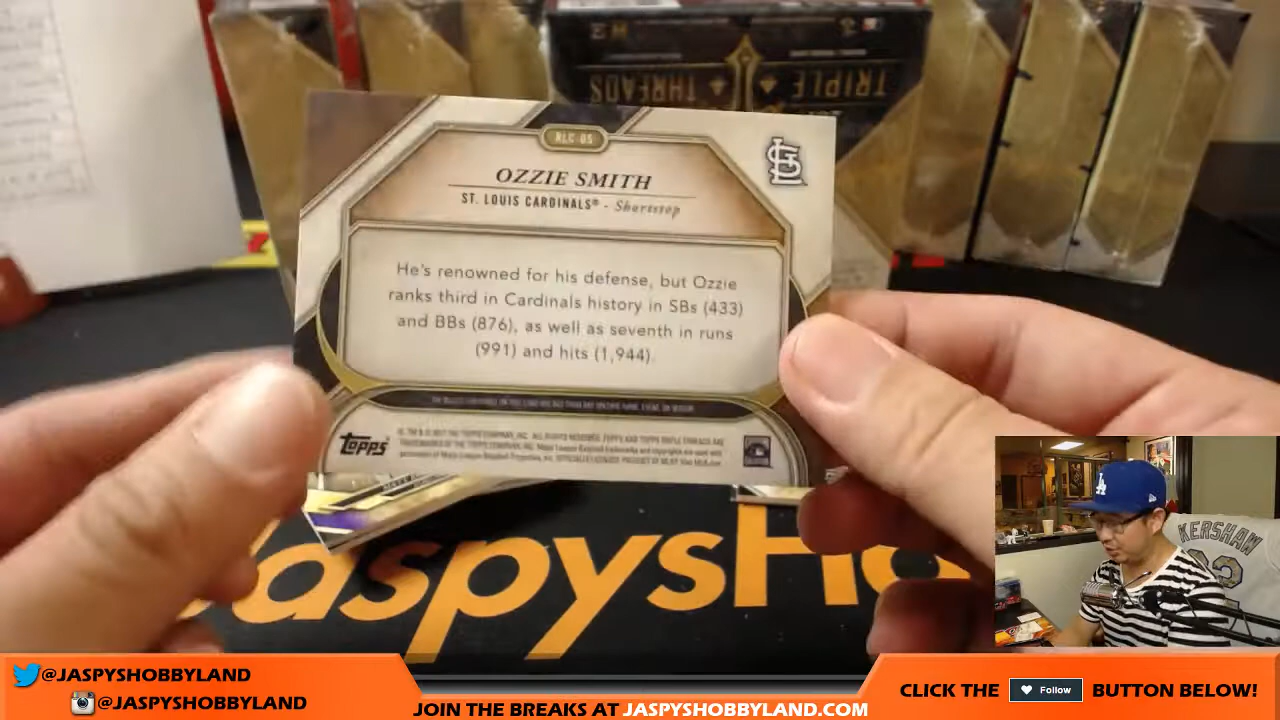 TRIPLE THREADS
RLC-OS
OZZIE SMITH
ST. LOUIS CARDINALS® - Shortstop
He's renowned for his defense, but Ozzie
ranks third in Cardinals history in SBs (433)
and BBs (876), as well as seventh in runs
(991) and hits (1,944).
topps
JaspysHo
KERSHAW
@JASPYSHOBBYLAND
@JASPYSHOBBYLAND
JOIN THE BREAKS AT JASPYSHOBBYLAND.COM
CLICK THE Follow BUTTON BELOW!